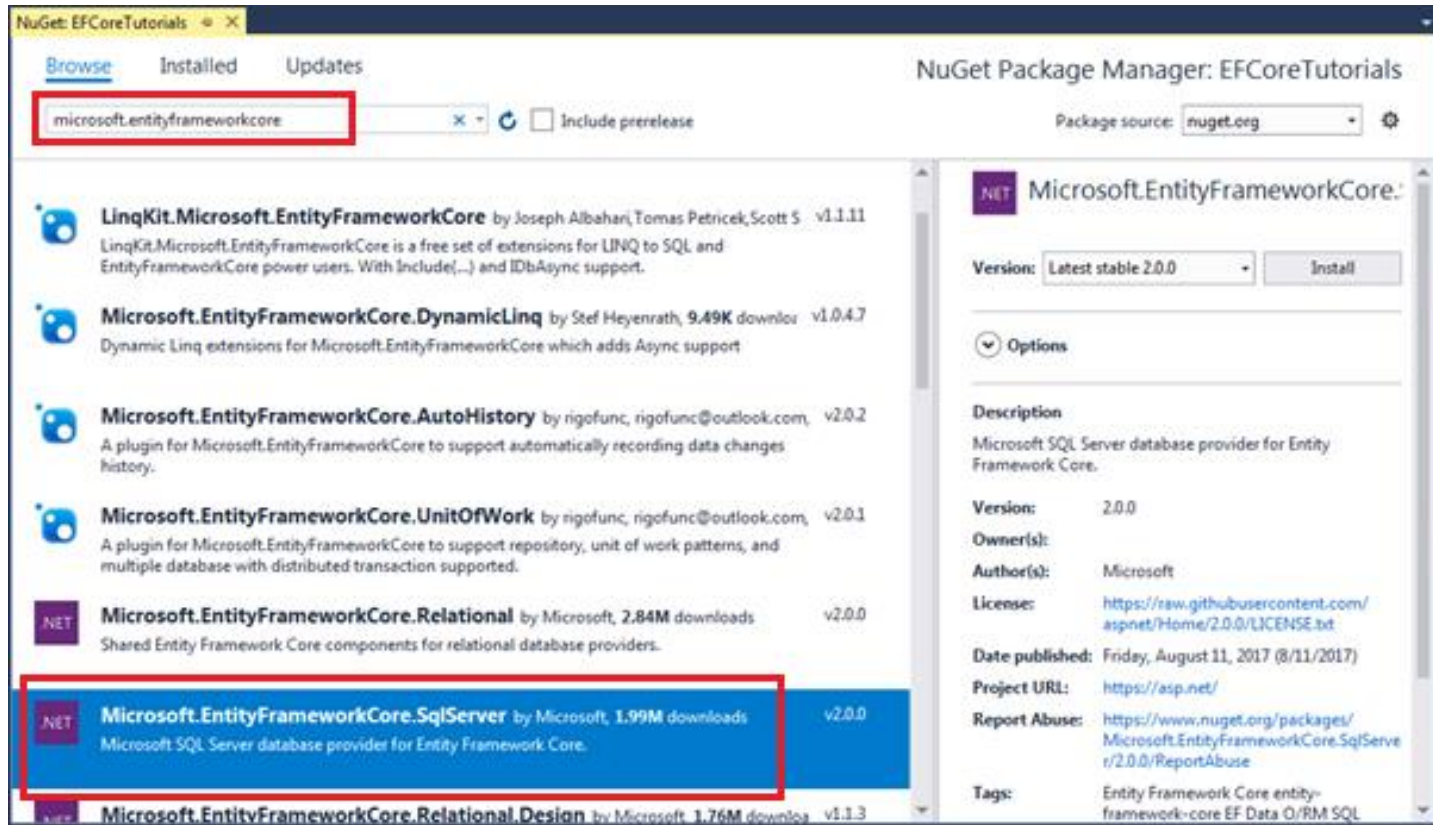 NuGet: EFCoreTutorials
Browse Installed Updates
NuGet Package Manager: EFCoreTutorials
microsoft.entityframeworkcore
Include prerelease
Package source: nuget.org
LinqKit.Microsoft.EntityFrameworkCore by Joseph Albahari,Tomas Petricek,Scott S v1.1.11
LinqKit.Microsoft.EntityFrameworkCore is a free set of extensions for LINQ to SQL and
EntityFrameworkCore power users. With Include(...) and IDbAsync support.
Microsoft.EntityFrameworkCore.DynamicLinq by Stef Heyenrath, 9.49K downloa v1.0.4.7
Dynamic Linq extensions for Microsoft.EntityFrameworkCore which adds Async support
Microsoft.EntityFrameworkCore.AutoHistory by rigofunc, rigofunc@outlook.com, v2.0.2
A plugin for Microsoft.EntityFrameworkCore to support automatically recording data changes
history.
Microsoft.EntityFrameworkCore.UnitOfWork by rigofunc, rigofunc@outlook.com, v2.0.1
A plugin for Microsoft.EntityFrameworkCore to support repository, unit of work patterns, and
multiple database with distributed transaction supported.
.NET
Microsoft.EntityFrameworkCore.Relational by Microsoft, 2.84M downloads v2.0.0
Shared Entity Framework Core components for relational database providers.
.NET
Microsoft.EntityFrameworkCore.SqlServer by Microsoft, 1.99M downloads v2.0.0
Microsoft SQL Server database provider for Entity Framework Core.
.NET
Microsoft.EntityFrameworkCore.Relational.Design by Microsoft, 1.76M downloa v1.1.3
.NET
Microsoft.EntityFrameworkCore.
Version: Latest stable 2.0.0 Install
Options
Description
Microsoft SQL Server database provider for Entity
Framework Core.
Version: 2.0.0
Owner(s):
Author(s): Microsoft
License: https://raw.githubusercontent.com/
aspnet/Home/2.0.0/LICENSE.txt
Date published: Friday, August 11, 2017 (8/11/2017)
Project URL: https://asp.net/
Report Abuse: https://www.nuget.org/packages/
Microsoft.EntityFrameworkCore.SqlServe
r/2.0.0/ReportAbuse
Tags: Entity Framework Core entity-
framework-core EF Data O/RM SQL